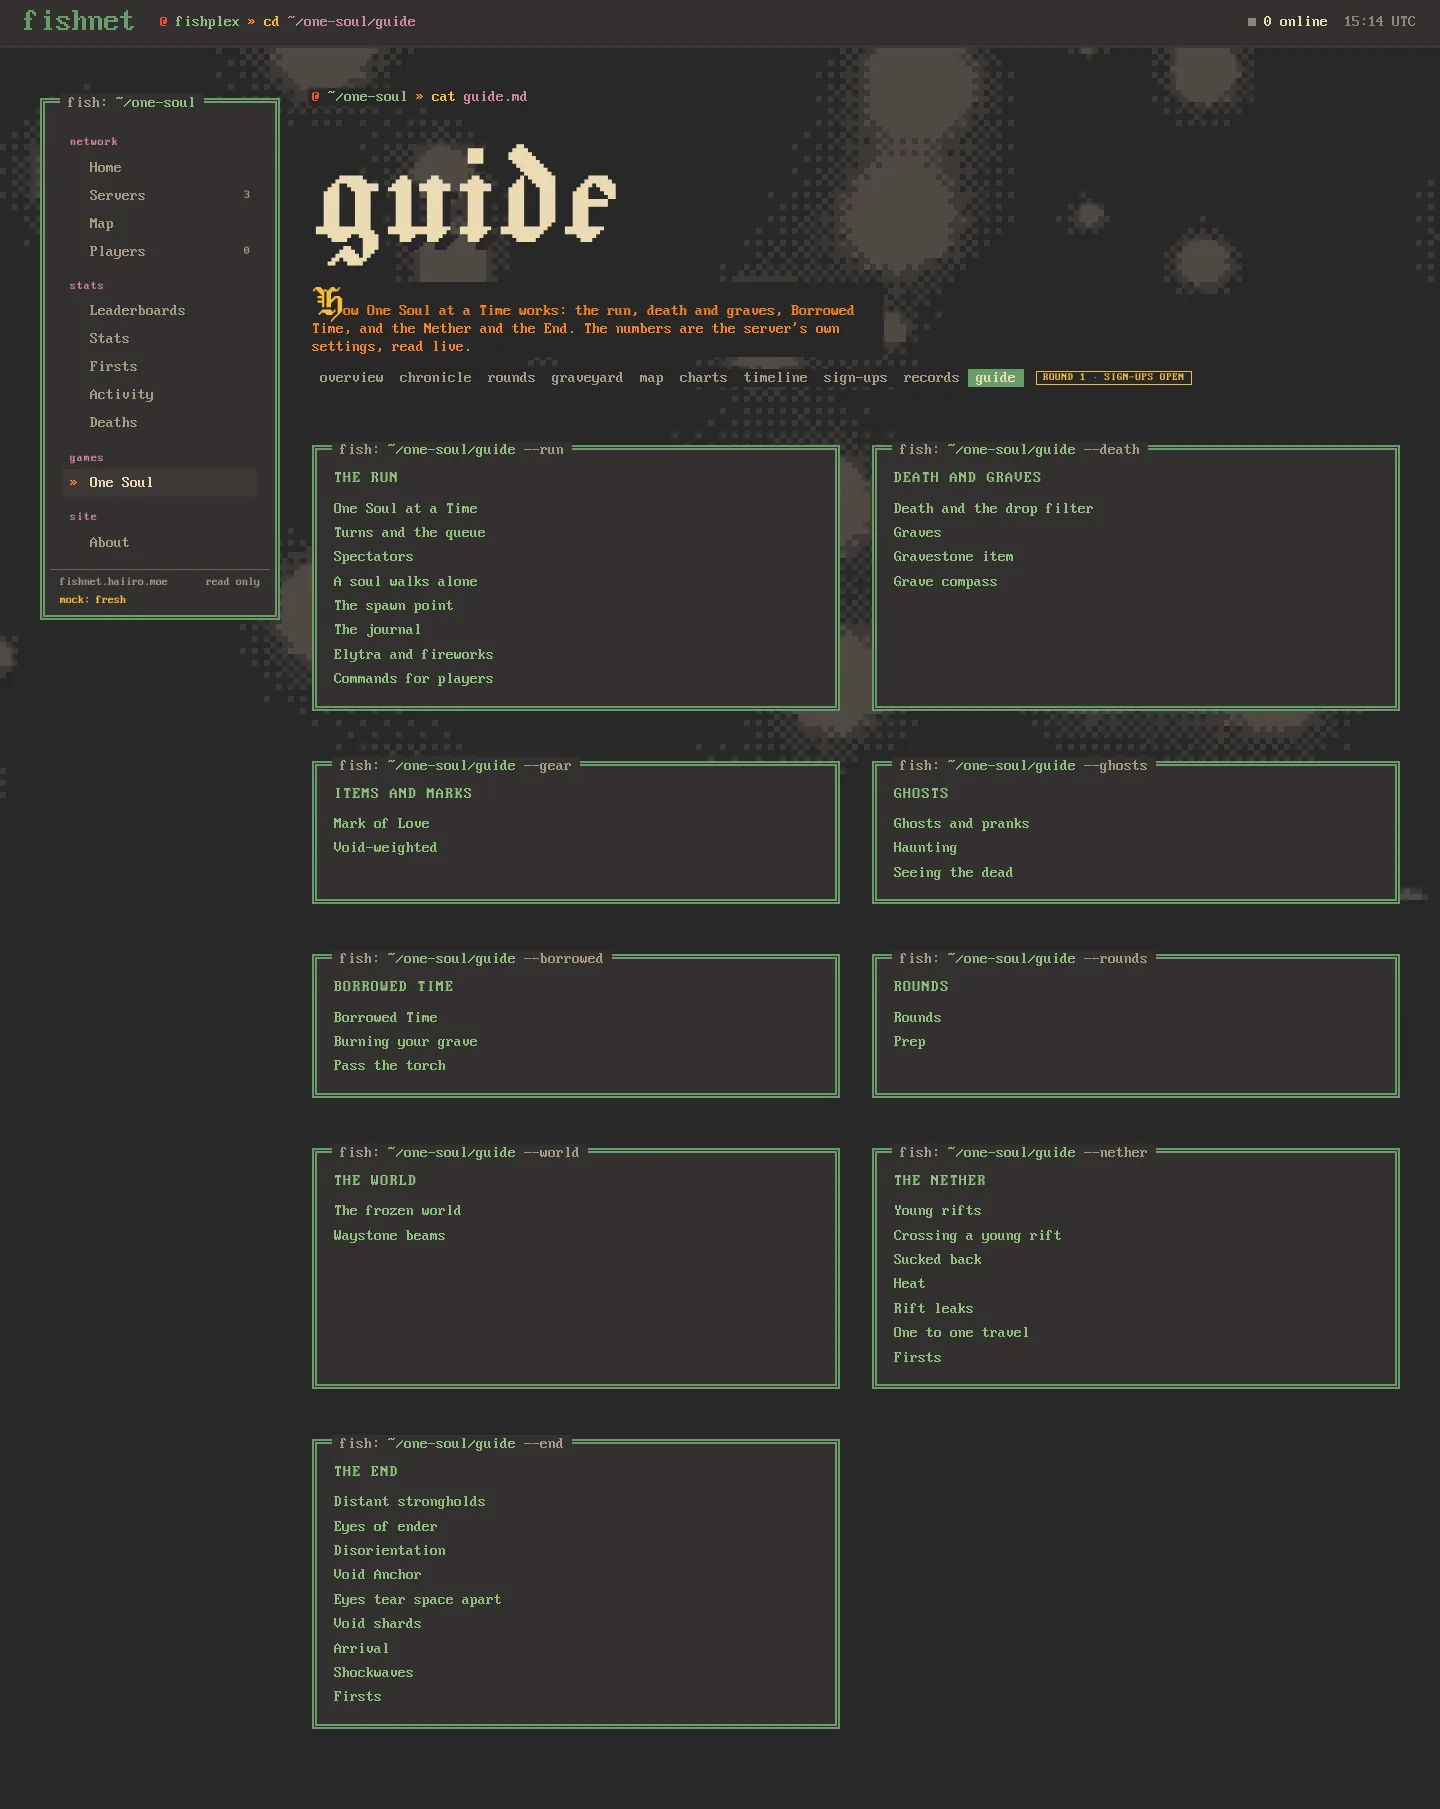 fishnet @ fishplex » cd ~/one-soul/guide
0 online 15:14 UTC
fish: ~/one-soul
network
Home
Servers 3
Map
Players 0
stats
Leaderboards
Stats
Firsts
Activity
Deaths
games
» One Soul
site
About
fishnet.haiiro.moe read only
mock: fresh
@ ~/one-soul » cat guide.md
guide
How One Soul at a Time works: the run, death and graves, Borrowed
Time, and the Nether and the End. The numbers are the server's own
settings, read live.
overview chronicle rounds graveyard map charts timeline sign-ups records guide ROUND 1 · SIGN-UPS OPEN
fish: ~/one-soul/guide --run
THE RUN
One Soul at a Time
Turns and the queue
Spectators
A soul walks alone
The spawn point
The journal
Elytra and fireworks
Commands for players
fish: ~/one-soul/guide --death
DEATH AND GRAVES
Death and the drop filter
Graves
Gravestone item
Grave compass
fish: ~/one-soul/guide --gear
ITEMS AND MARKS
Mark of Love
Void-weighted
fish: ~/one-soul/guide --ghosts
GHOSTS
Ghosts and pranks
Haunting
Seeing the dead
fish: ~/one-soul/guide --borrowed
BORROWED TIME
Borrowed Time
Burning your grave
Pass the torch
fish: ~/one-soul/guide --rounds
ROUNDS
Rounds
Prep
fish: ~/one-soul/guide --world
THE WORLD
The frozen world
Waystone beams
fish: ~/one-soul/guide --nether
THE NETHER
Young rifts
Crossing a young rift
Sucked back
Heat
Rift leaks
One to one travel
Firsts
fish: ~/one-soul/guide --end
THE END
Distant strongholds
Eyes of ender
Disorientation
Void Anchor
Eyes tear space apart
Void shards
Arrival
Shockwaves
Firsts